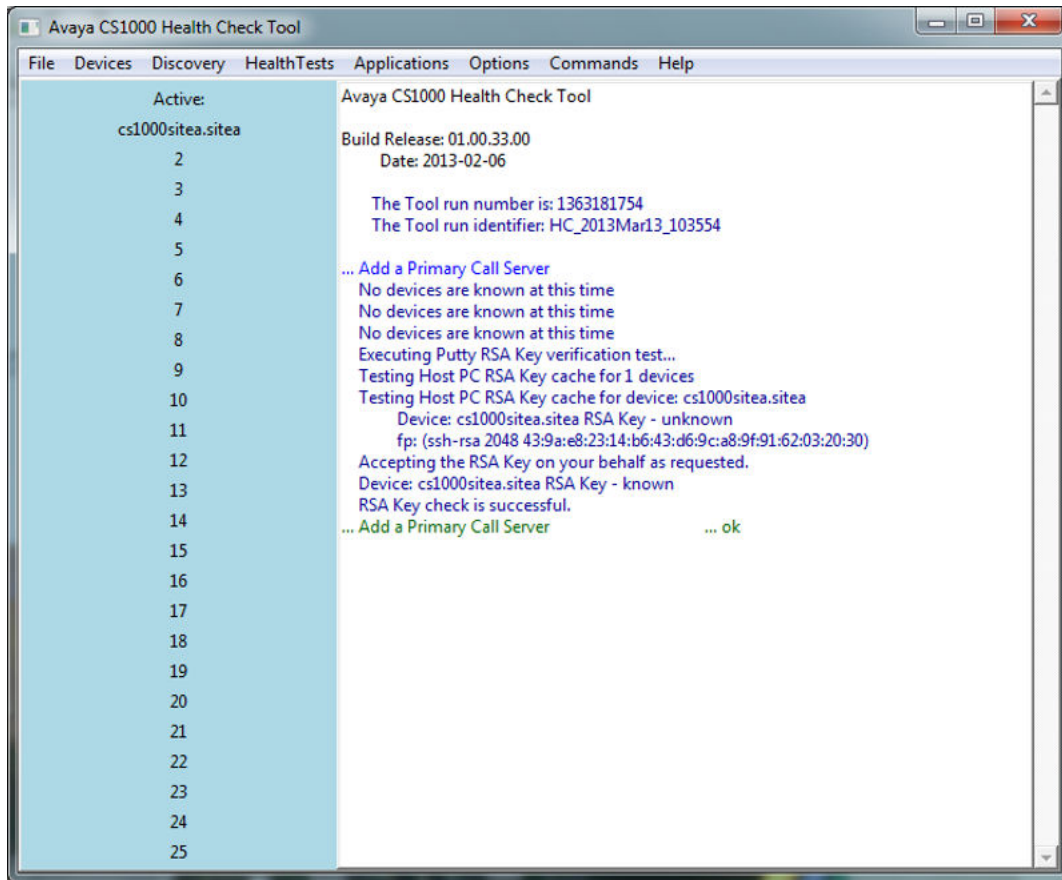 Avaya CS1000 Health Check Tool
File Devices Discovery HealthTests Applications Options Commands Help
Active:
cs1000sitea.sitea
2
3
4
5
6
7
8
9
10
11
12
13
14
15
16
17
18
19
20
21
22
23
24
25
Avaya CS1000 Health Check Tool
Build Release: 01.00.33.00
Date: 2013-02-06
The Tool run number is: 1363181754
The Tool run identifier: HC_2013Mar13_103554
... Add a Primary Call Server
No devices are known at this time
No devices are known at this time
No devices are known at this time
Executing Putty RSA Key verification test...
Testing Host PC RSA Key cache for 1 devices
Testing Host PC RSA Key cache for device: cs1000sitea.sitea
Device: cs1000sitea.sitea RSA Key - unknown
fp: (ssh-rsa 2048 43:9a:e8:23:14:b6:43:d6:9c:a8:9f:91:62:03:20:30)
Accepting the RSA Key on your behalf as requested.
Device: cs1000sitea.sitea RSA Key - known
RSA Key check is successful.
... Add a Primary Call Server ... ok